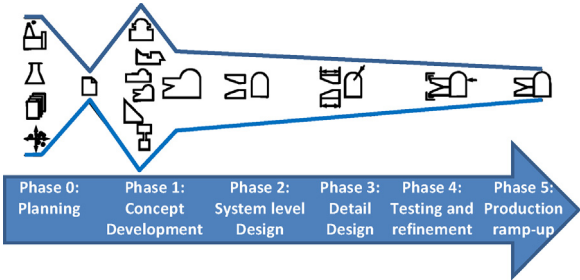 Phase 0:
Planning
Phase 1:
Concept
Development
Phase 2:
System level
Design
Phase 3:
Detail
Design
Phase 4:
Testing and
refinement
Phase 5:
Production
ramp-up